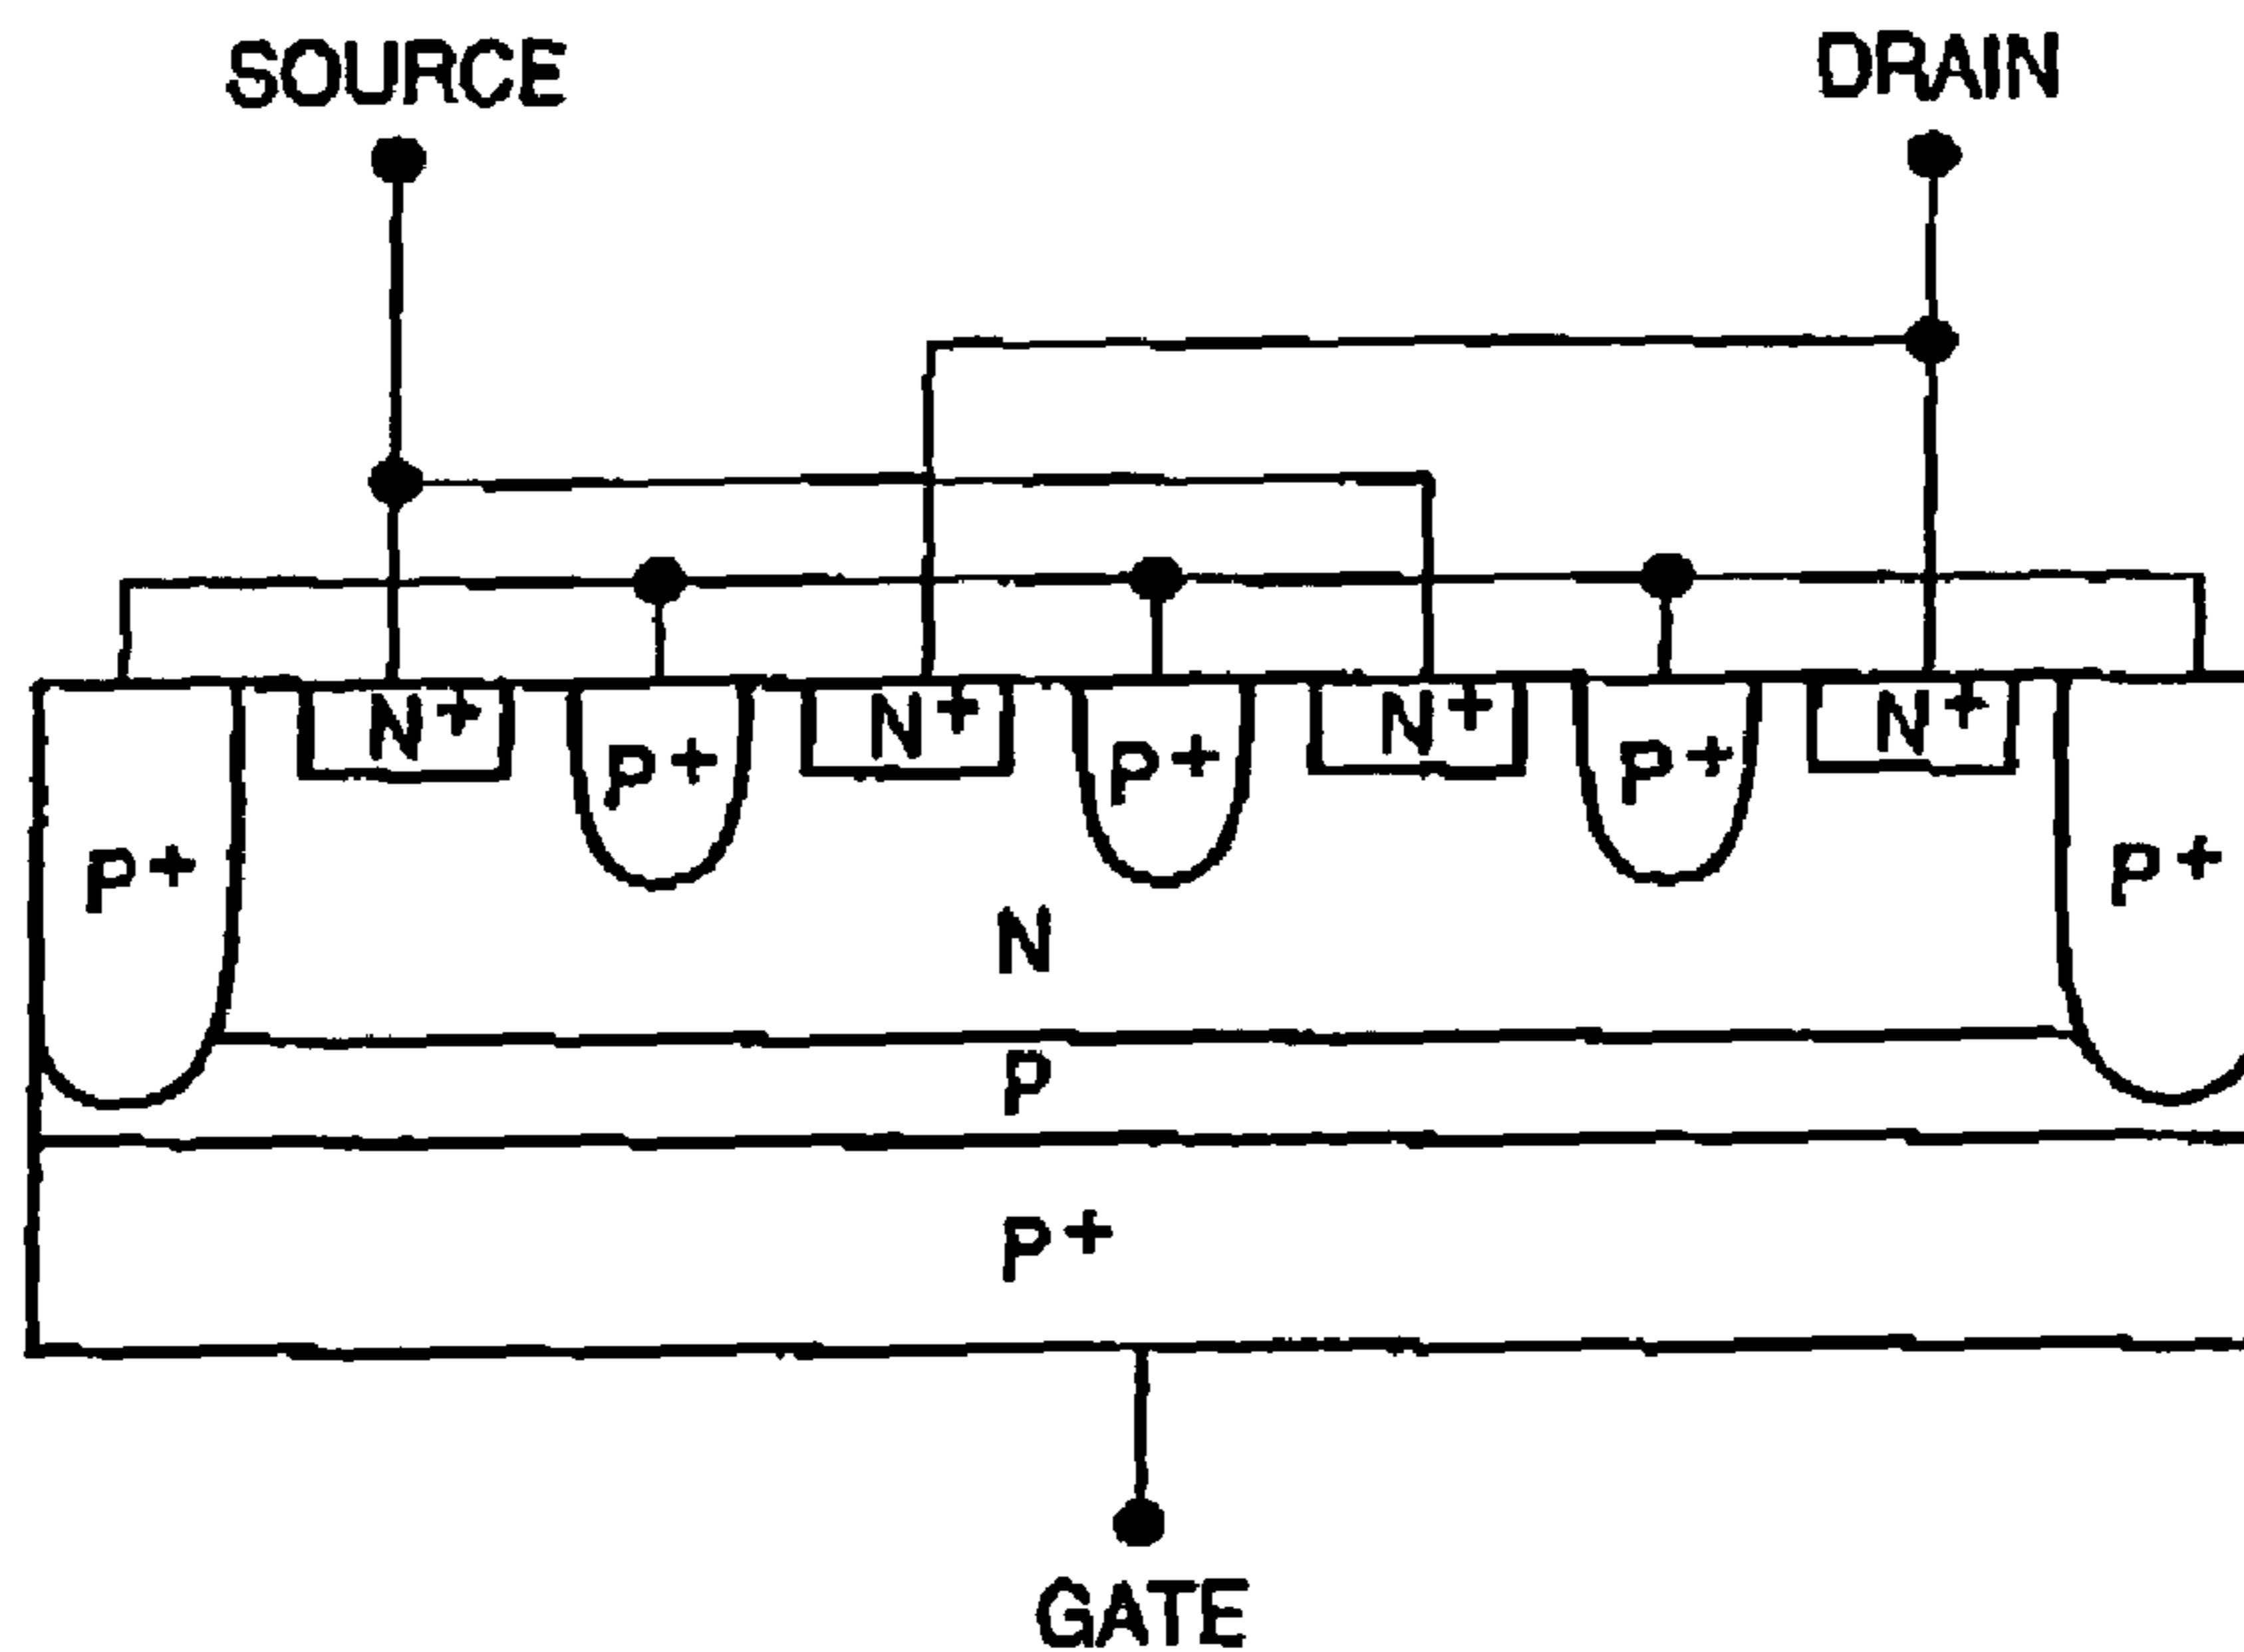 SOURCE DRAIN
N+ N+ N+ N+
P+ P+ P+
P+ P+
N
P
P+
GATE